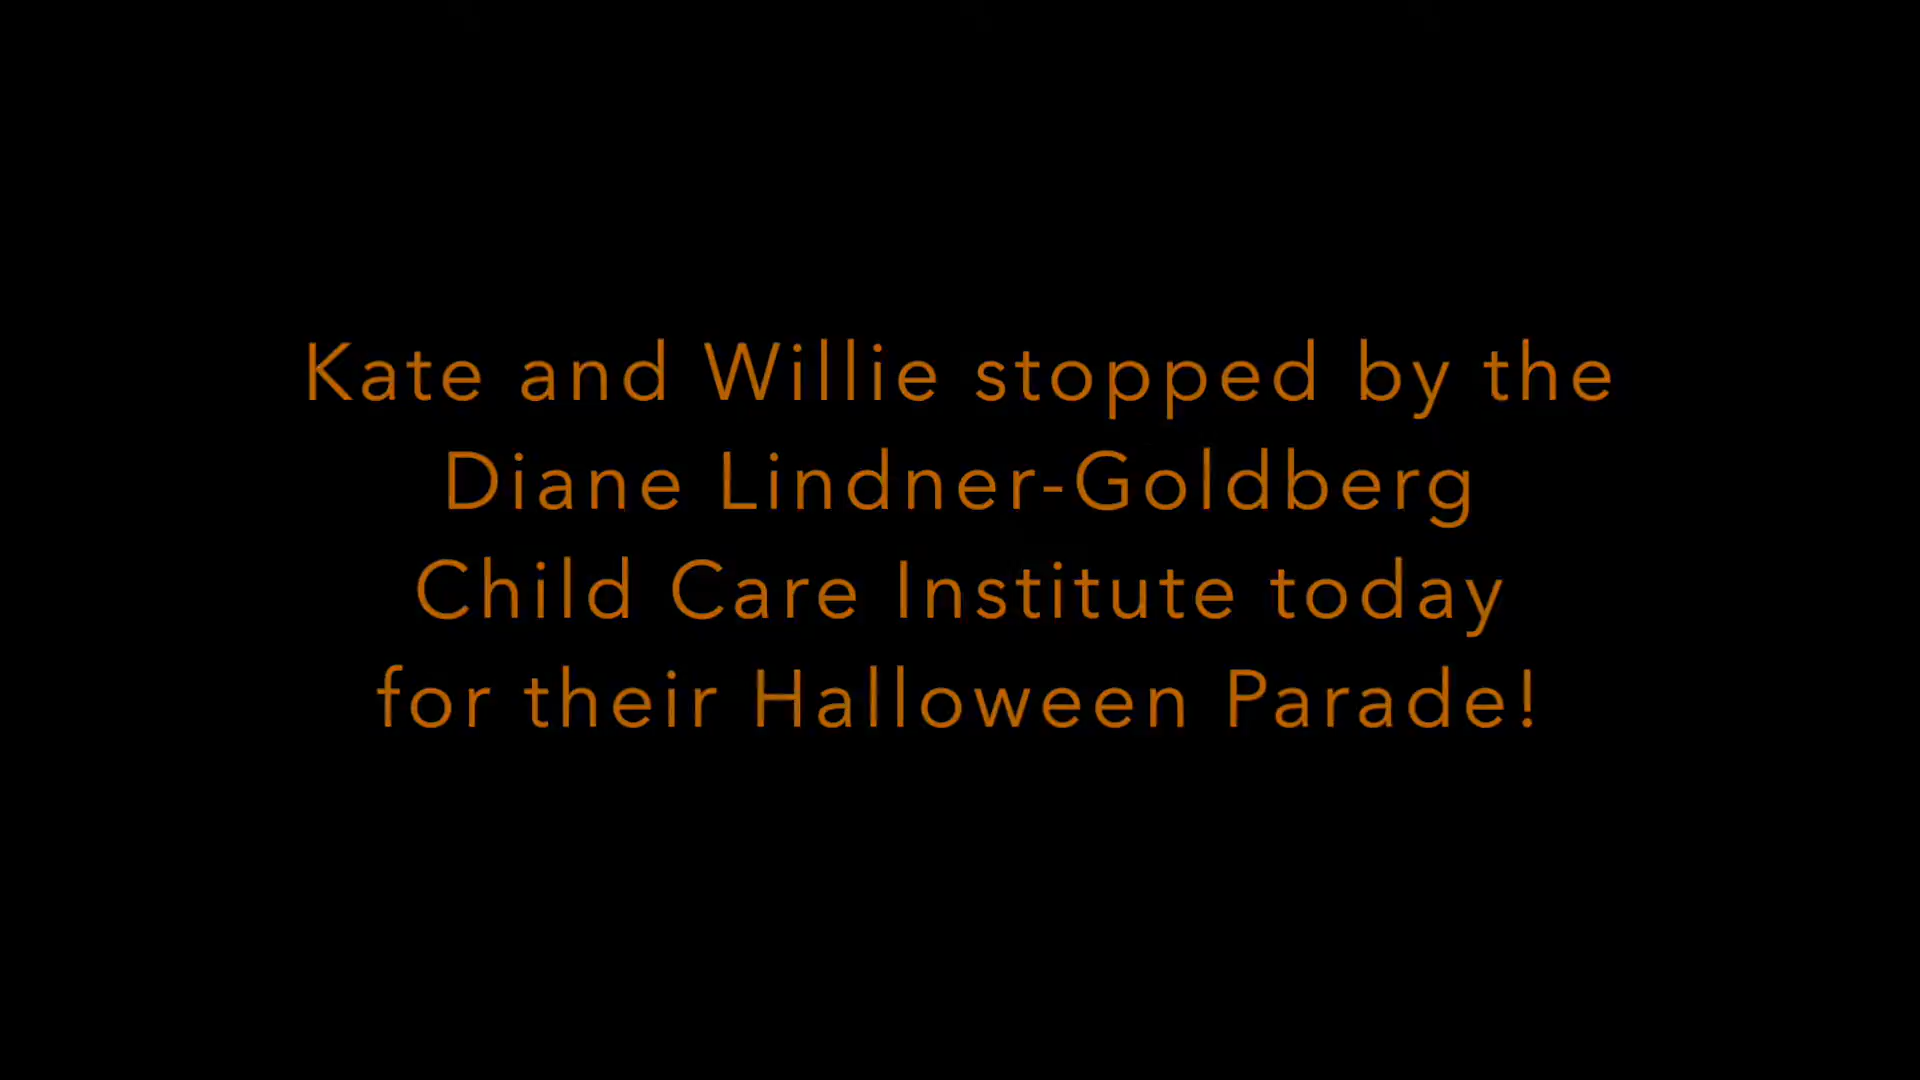 Kate and Willie stopped by the
Diane Lindner-Goldberg
Child Care Institute today
for their Halloween Parade!